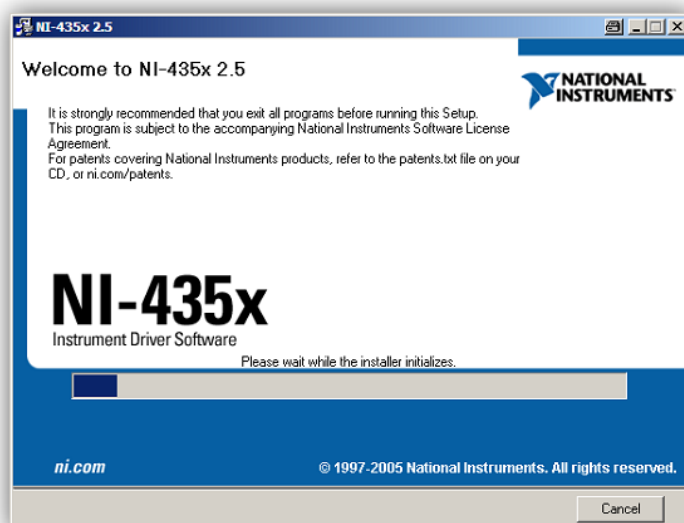 NI-435x 2.5
Welcome to NI-435x 2.5
NATIONAL
INSTRUMENTS
It is strongly recommended that you exit all programs before running this Setup.
This program is subject to the accompanying National Instruments Software License
Agreement.
For patents covering National Instruments products, refer to the patents.txt file on your
CD, or ni.com/patents.
NI-435x
Instrument Driver Software
Please wait while the installer initializes.
ni.com
© 1997-2005 National Instruments. All rights reserved.
Cancel